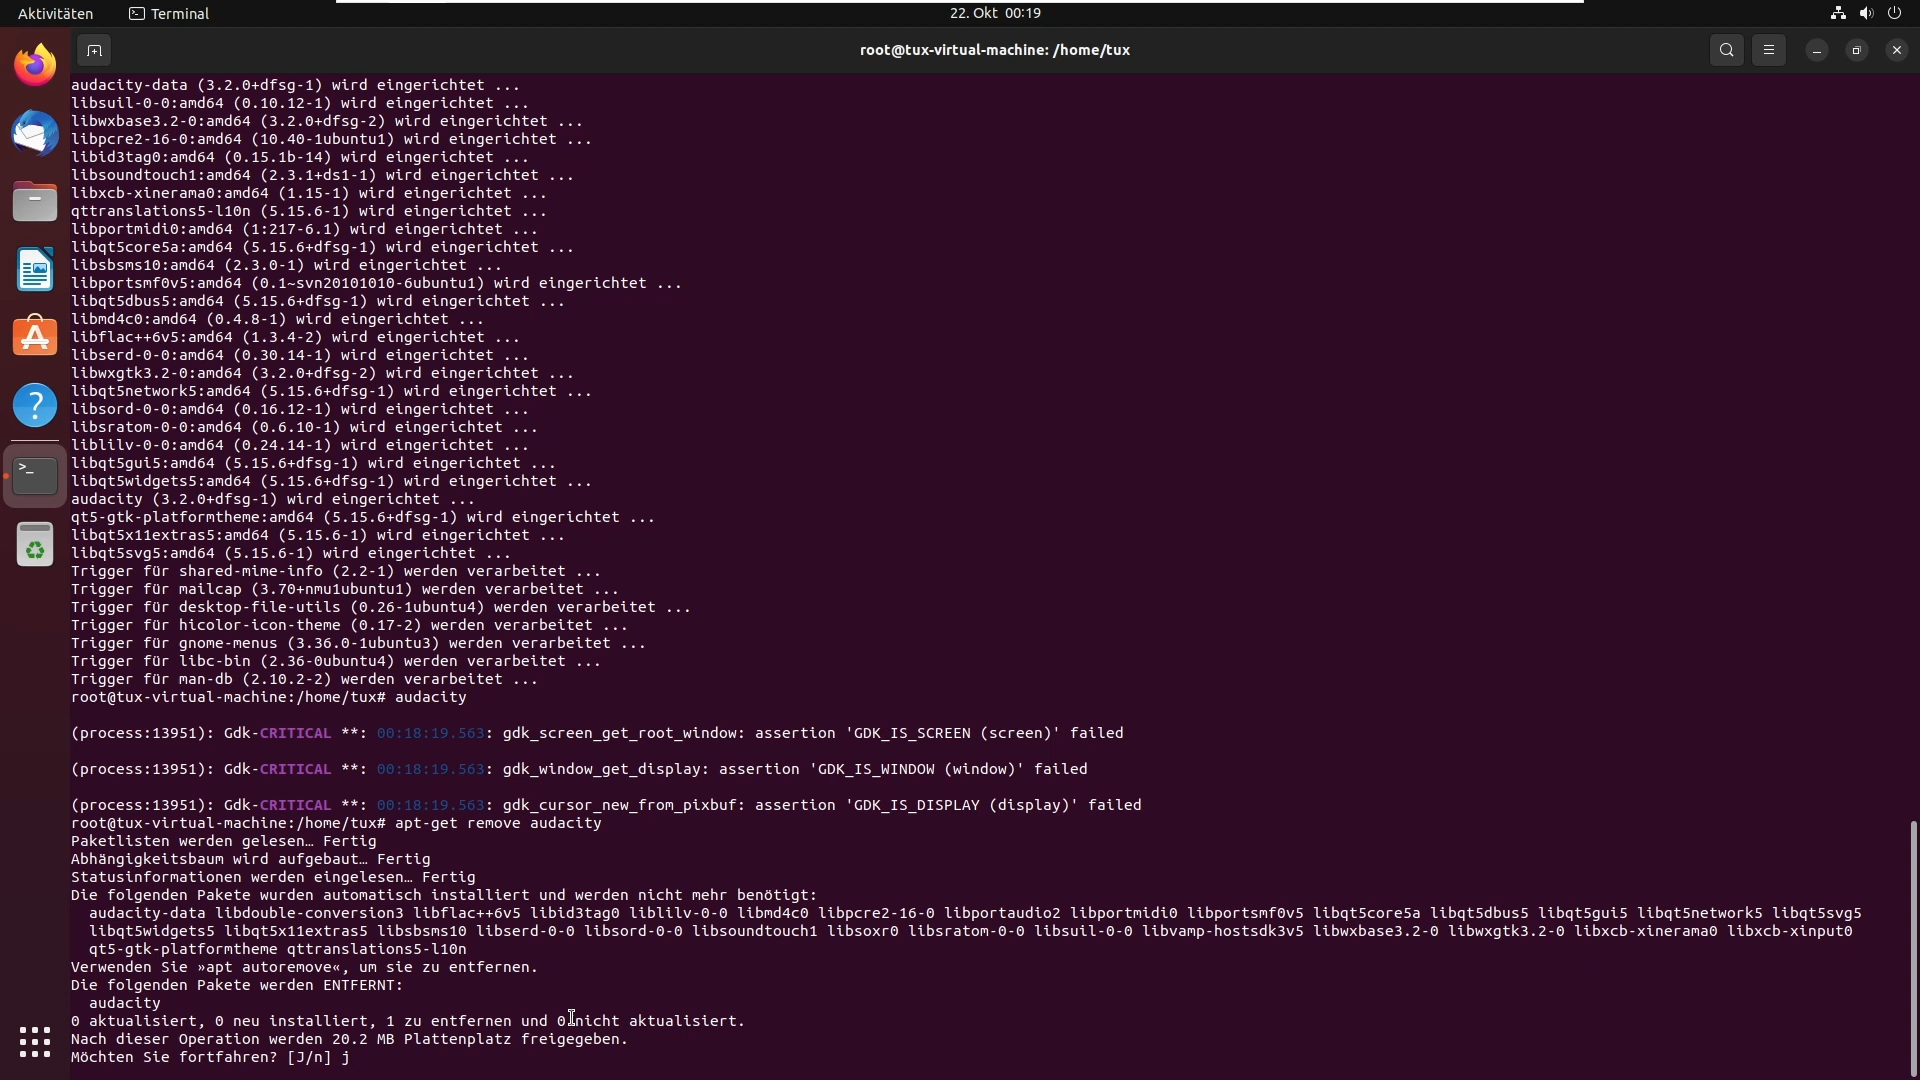 Aktivitäten
Terminal
22. Okt 00:19
root@tux-virtual-machine: /home/tux
audacity-data (3.2.0+dfsg-1) wird eingerichtet ...
libsuil-0-0:amd64 (0.10.12-1) wird eingerichtet ...
libwxbase3.2-0:amd64 (3.2.0+dfsg-2) wird eingerichtet ...
libpcre2-16-0:amd64 (10.40-1ubuntu1) wird eingerichtet ...
libid3tag0:amd64 (0.15.1b-14) wird eingerichtet ...
libsoundtouch1:amd64 (2.3.1+ds1-1) wird eingerichtet ...
libxcb-xinerama0:amd64 (1.15-1) wird eingerichtet ...
qttranslations5-l10n (5.15.6-1) wird eingerichtet ...
libportmidi0:amd64 (1:217-6.1) wird eingerichtet ...
libqt5core5a:amd64 (5.15.6+dfsg-1) wird eingerichtet ...
libsbsms10:amd64 (2.3.0-1) wird eingerichtet ...
libportsmf0v5:amd64 (0.1~svn20101010-6ubuntu1) wird eingerichtet ...
libqt5dbus5:amd64 (5.15.6+dfsg-1) wird eingerichtet ...
libmd4c0:amd64 (0.4.8-1) wird eingerichtet ...
libflac++6v5:amd64 (1.3.4-2) wird eingerichtet ...
libserd-0-0:amd64 (0.30.14-1) wird eingerichtet ...
libwxgtk3.2-0:amd64 (3.2.0+dfsg-2) wird eingerichtet ...
libqt5network5:amd64 (5.15.6+dfsg-1) wird eingerichtet ...
libsord-0-0:amd64 (0.16.12-1) wird eingerichtet ...
libsratom-0-0:amd64 (0.6.10-1) wird eingerichtet ...
liblilv-0-0:amd64 (0.24.14-1) wird eingerichtet ...
libqt5gui5:amd64 (5.15.6+dfsg-1) wird eingerichtet ...
libqt5widgets5:amd64 (5.15.6+dfsg-1) wird eingerichtet ...
audacity (3.2.0+dfsg-1) wird eingerichtet ...
qt5-gtk-platformtheme:amd64 (5.15.6+dfsg-1) wird eingerichtet ...
libqt5x11extras5:amd64 (5.15.6-1) wird eingerichtet ...
libqt5svg5:amd64 (5.15.6-1) wird eingerichtet ...
Trigger für shared-mime-info (2.2-1) werden verarbeitet ...
Trigger für mailcap (3.70+nmu1ubuntu1) werden verarbeitet ...
Trigger für desktop-file-utils (0.26-1ubuntu4) werden verarbeitet ...
Trigger für hicolor-icon-theme (0.17-2) werden verarbeitet ...
Trigger für gnome-menus (3.36.0-1ubuntu3) werden verarbeitet ...
Trigger für libc-bin (2.36-0ubuntu4) werden verarbeitet ...
Trigger für man-db (2.10.2-2) werden verarbeitet ...
root@tux-virtual-machine:/home/tux# audacity
(process:13951): Gdk-CRITICAL **: 00:18:19.563: gdk_screen_get_root_window: assertion 'GDK_IS_SCREEN (screen)' failed
(process:13951): Gdk-CRITICAL **: 00:18:19.563: gdk_window_get_display: assertion 'GDK_IS_WINDOW (window)' failed
(process:13951): Gdk-CRITICAL **: 00:18:19.563: gdk_cursor_new_from_pixbuf: assertion 'GDK_IS_DISPLAY (display)' failed
root@tux-virtual-machine:/home/tux# apt-get remove audacity
Paketlisten werden gelesen… Fertig
Abhängigkeitsbaum wird aufgebaut… Fertig
Statusinformationen werden eingelesen… Fertig
Die folgenden Pakete wurden automatisch installiert und werden nicht mehr benötigt:
audacity-data libdouble-conversion3 libflac++6v5 libid3tag0 liblilv-0-0 libmd4c0 libpcre2-16-0 libportaudio2 libportmidi0 libportsmf0v5 libqt5core5a libqt5dbus5 libqt5gui5 libqt5network5 libqt5svg5
libqt5widgets5 libqt5x11extras5 libsbsms10 libserd-0-0 libsord-0-0 libsoundtouch1 libsoxr0 libsratom-0-0 libsuil-0-0 libvamp-hostsdk3v5 libwxbase3.2-0 libwxgtk3.2-0 libxcb-xinerama0 libxcb-xinput0
qt5-gtk-platformtheme qttranslations5-l10n
Verwenden Sie »apt autoremove«, um sie zu entfernen.
Die folgenden Pakete werden ENTFERNT:
audacity
0 aktualisiert, 0 neu installiert, 1 zu entfernen und 0 nicht aktualisiert.
Nach dieser Operation werden 20.2 MB Plattenplatz freigegeben.
Möchten Sie fortfahren? [J/n] j